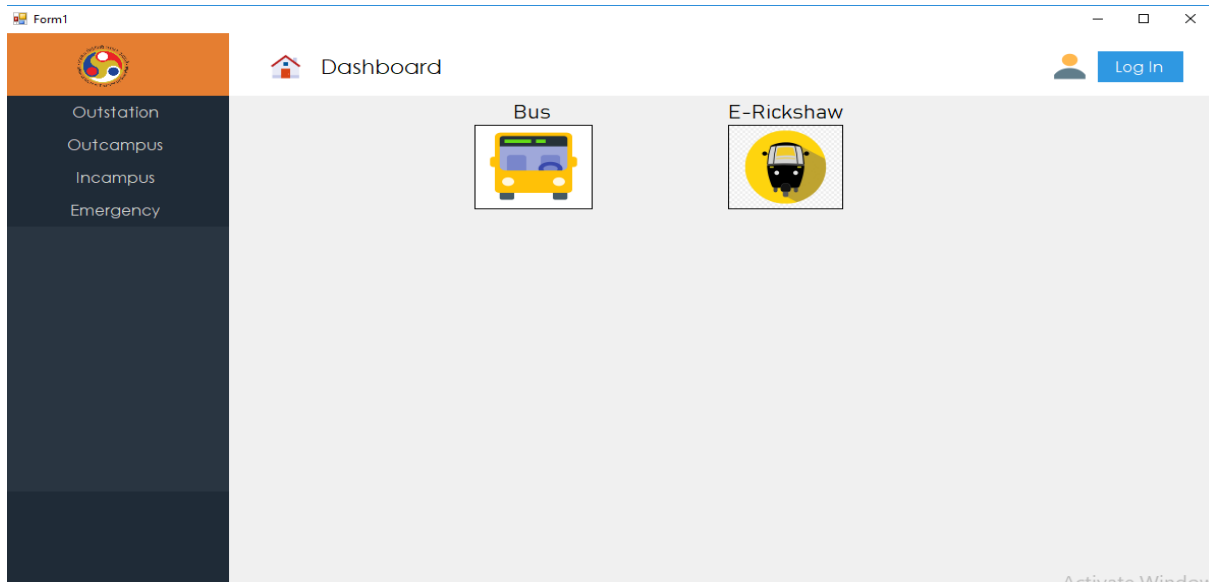 Form1
Dashboard
Log In
Outstation
Outcampus
Incampus
Emergency
Bus
E-Rickshaw